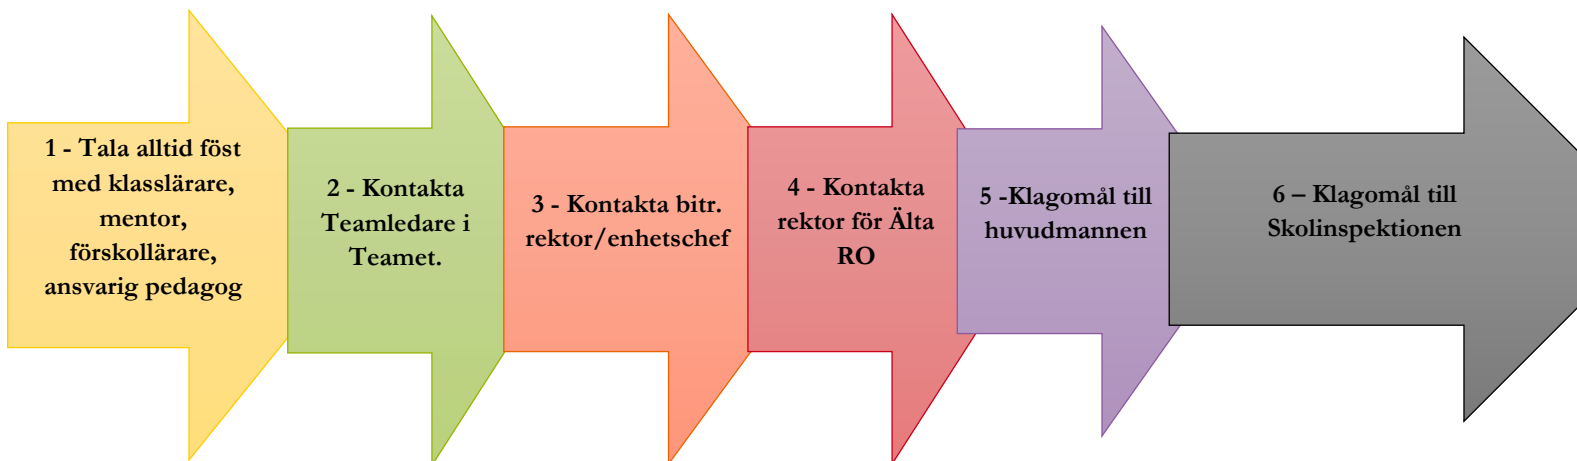 1 - Tala alltid föst
med klasslärare,
mentor,
förskollärare,
ansvarig pedagog
2 - Kontakta
Teamledare i
Teamet.
3 - Kontakta bitr.
rektor/enhetschef
4 - Kontakta
rektor för Älta
RO
5 -Klagomål till
huvudmannen
6 – Klagomål till
Skolinspektionen